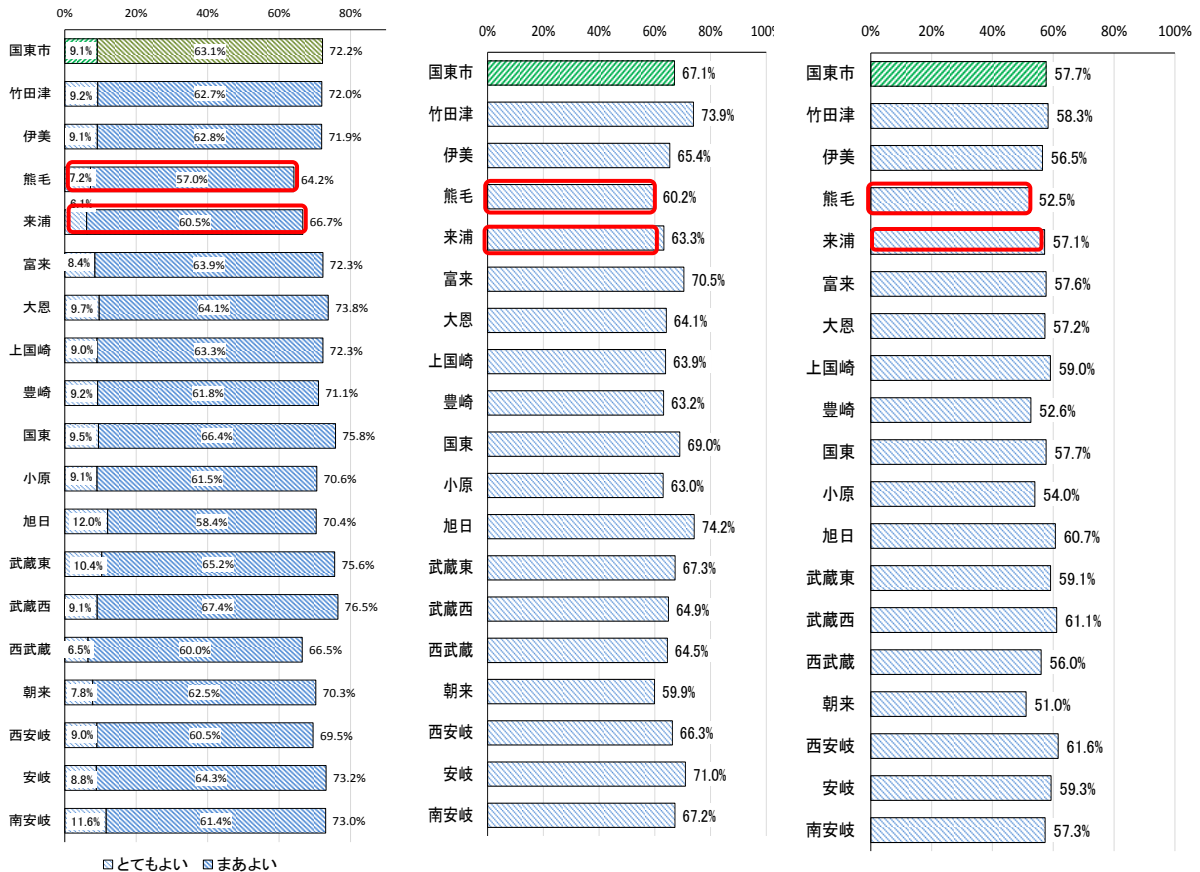 0% 20% 40% 60% 80%
国東市 9.1% 63.1% 72.2%
竹田津 9.2% 62.7% 72.0%
伊美 9.1% 62.8% 71.9%
熊毛 7.2% 57.0% 64.2%
来浦 6.1% 60.5% 66.7%
富来 8.4% 63.9% 72.3%
大恩 9.7% 64.1% 73.8%
上国崎 9.0% 63.3% 72.3%
豊崎 9.2% 61.8% 71.1%
国東 9.5% 66.4% 75.8%
小原 9.1% 61.5% 70.6%
旭日 12.0% 58.4% 70.4%
武蔵東 10.4% 65.2% 75.6%
武蔵西 9.1% 67.4% 76.5%
西武蔵 6.5% 60.0% 66.5%
朝来 7.8% 62.5% 70.3%
西安岐 9.0% 60.5% 69.5%
安岐 8.8% 64.3% 73.2%
南安岐 11.6% 61.4% 73.0%
とてもよい まあよい
0% 20% 40% 60% 80% 100%
国東市 67.1%
竹田津 73.9%
伊美 65.4%
熊毛 60.2%
来浦 63.3%
富来 70.5%
大恩 64.1%
上国崎 63.9%
豊崎 63.2%
国東 69.0%
小原 63.0%
旭日 74.2%
武蔵東 67.3%
武蔵西 64.9%
西武蔵 64.5%
朝来 59.9%
西安岐 66.3%
安岐 71.0%
南安岐 67.2%
0% 20% 40% 60% 80% 100%
国東市 57.7%
竹田津 58.3%
伊美 56.5%
熊毛 52.5%
来浦 57.1%
富来 57.6%
大恩 57.2%
上国崎 59.0%
豊崎 52.6%
国東 57.7%
小原 54.0%
旭日 60.7%
武蔵東 59.1%
武蔵西 61.1%
西武蔵 56.0%
朝来 51.0%
西安岐 61.6%
安岐 59.3%
南安岐 57.3%